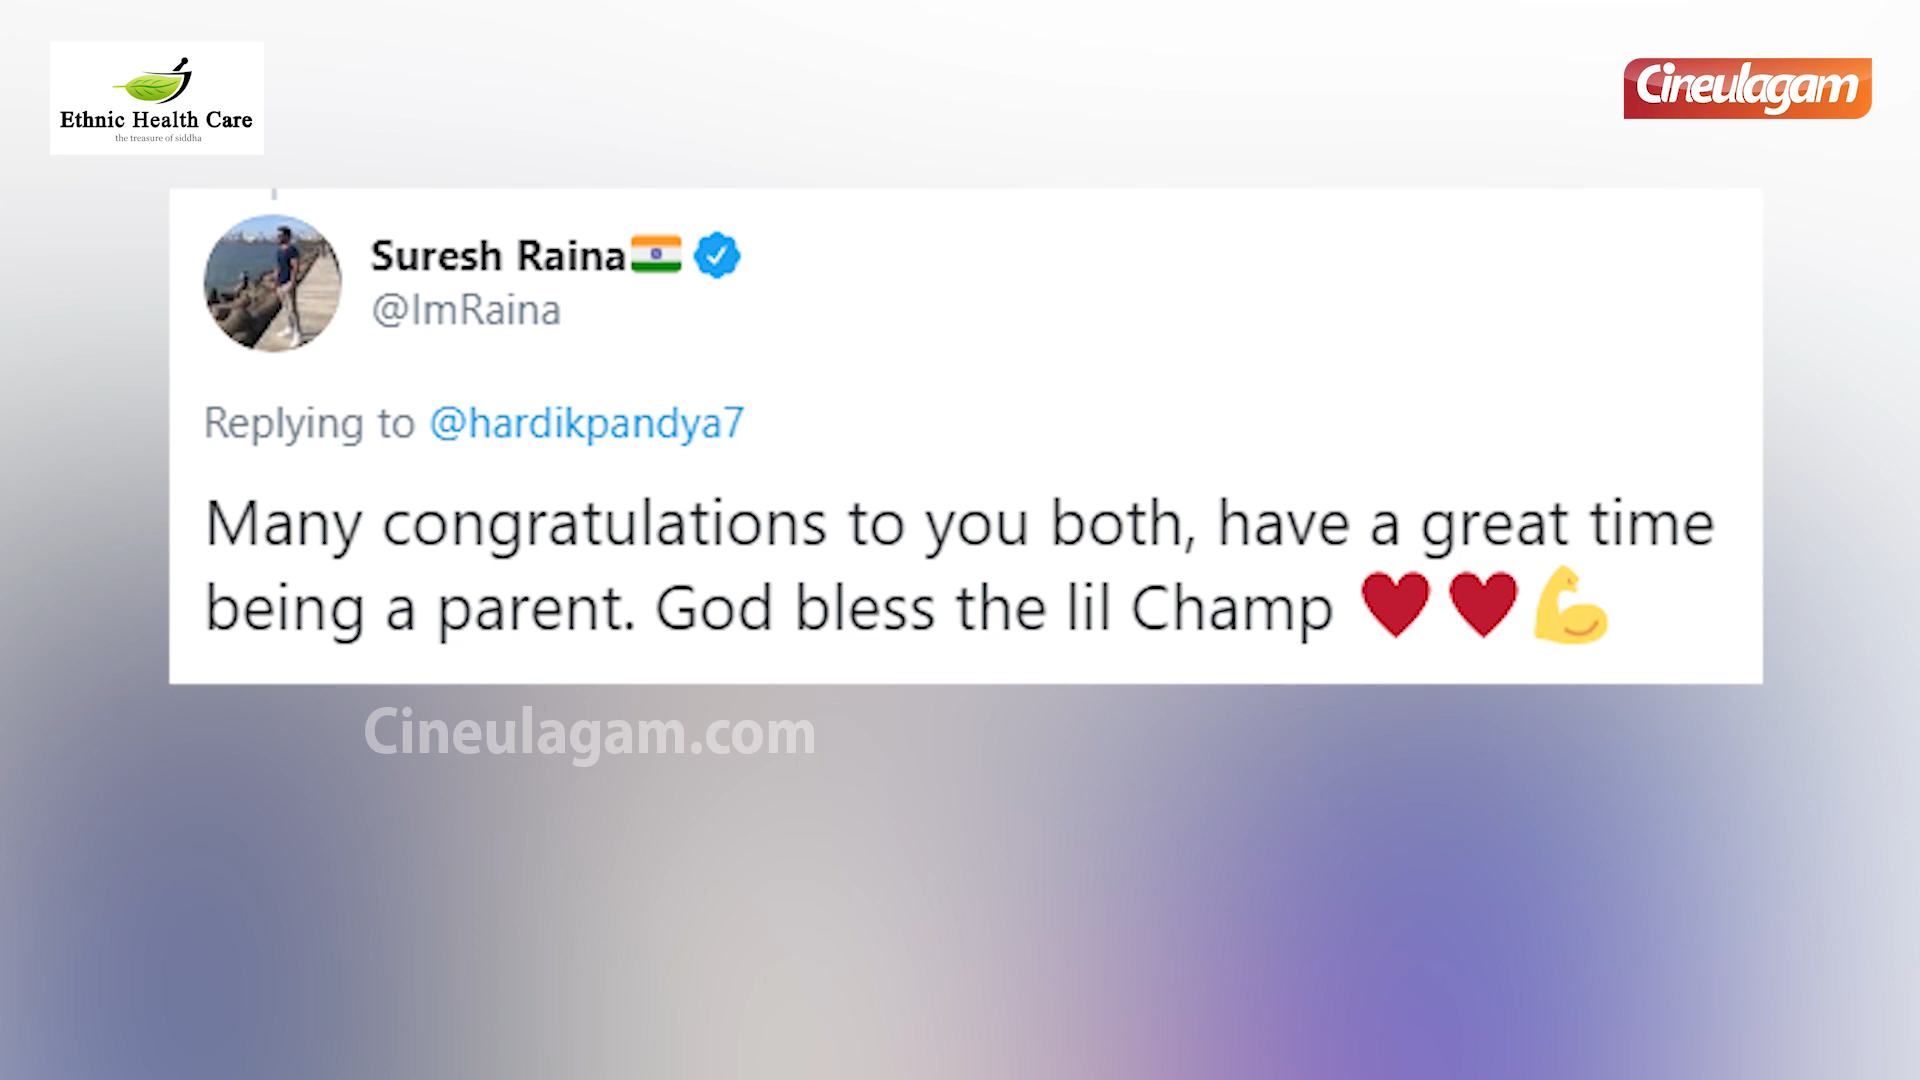 Ethnic Health Care
the treasure of siddha
Cineulagam
Suresh Raina🇮🇳
@ImRaina
Replying to @hardikpandya7
Many congratulations to you both, have a great time
being a parent. God bless the lil Champ ♥♥💪
Cineulagam.com